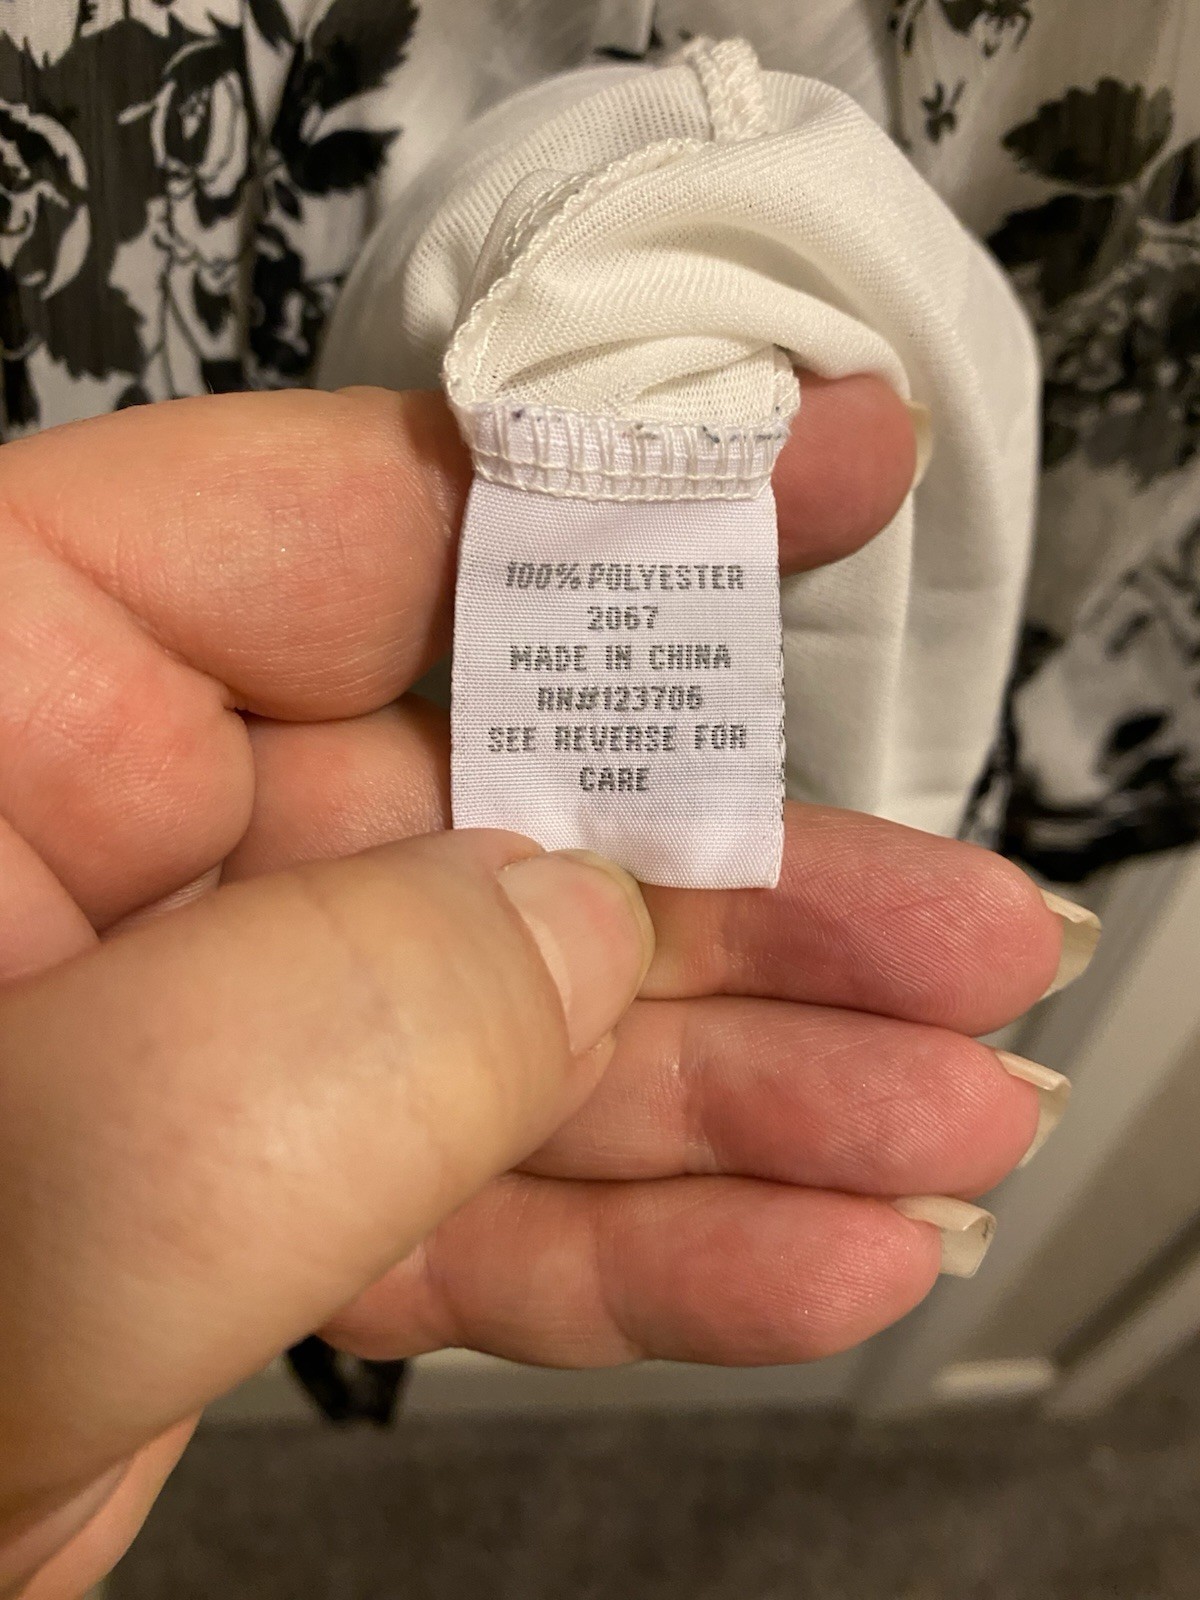 100% POLYESTER
2067
MADE IN CHINA
RN#123706
SEE REVERSE FOR
CARE